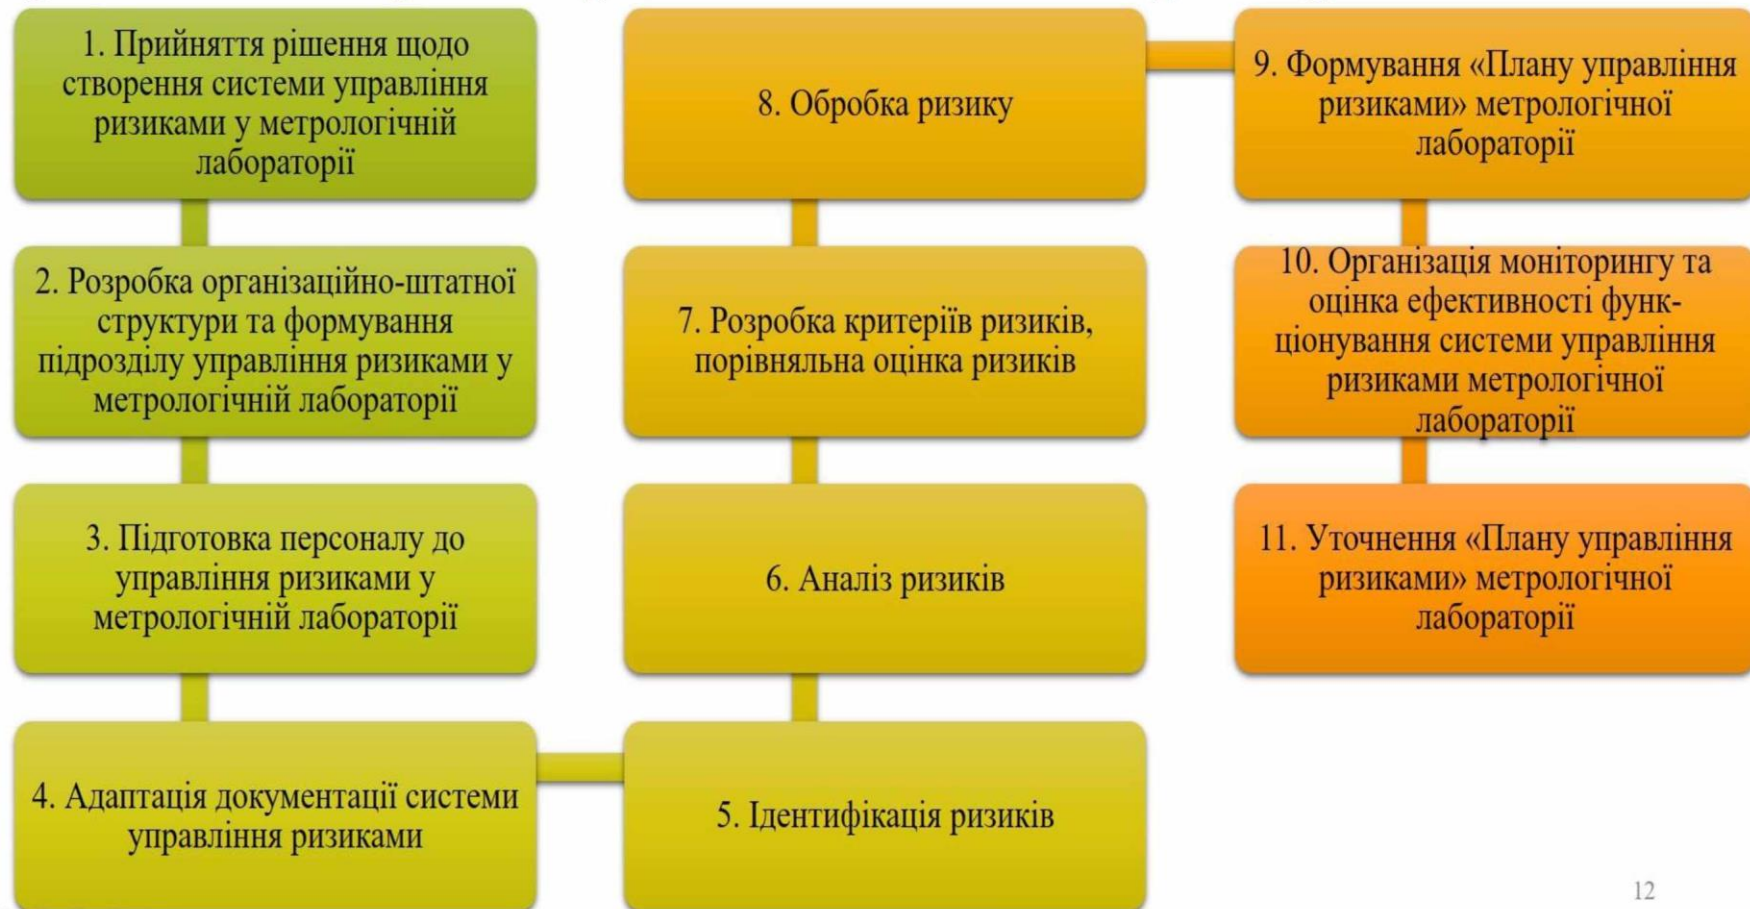 1. Прийняття рішення щодо
створення системи управління
ризиками у метрологічній
лабораторії
2. Розробка організаційно-штатної
структури та формування
підрозділу управління ризиками у
метрологічній лабораторії
3. Підготовка персоналу до
управління ризиками у
метрологічній лабораторії
4. Адаптація документації системи
управління ризиками
5. Ідентифікація ризиків
6. Аналіз ризиків
7. Розробка критеріїв ризиків,
порівняльна оцінка ризиків
8. Обробка ризику
9. Формування «Плану управління
ризиками» метрологічної
лабораторії
10. Організація моніторингу та
оцінка ефективності функ-
ціонування системи управління
ризиками метрологічної
лабораторії
11. Уточнення «Плану управління
ризиками» метрологічної
лабораторії
12